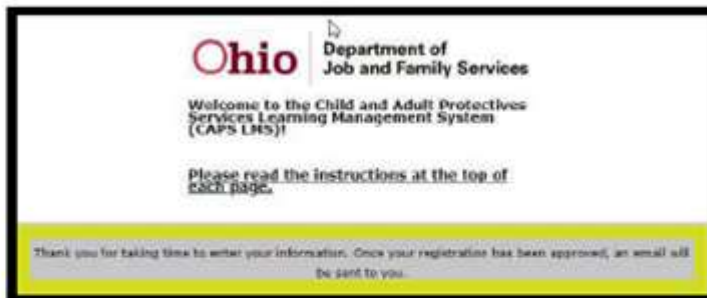 Ohio
Department of
Job and Family Services
Welcome to the Child and Adult Protectives
Services Learning Management System
(CAPS LMS)!
Please read the instructions at the top of
each page.
Thank you for taking time to enter your information. Once your registration has been approved, an email will
be sent to you.